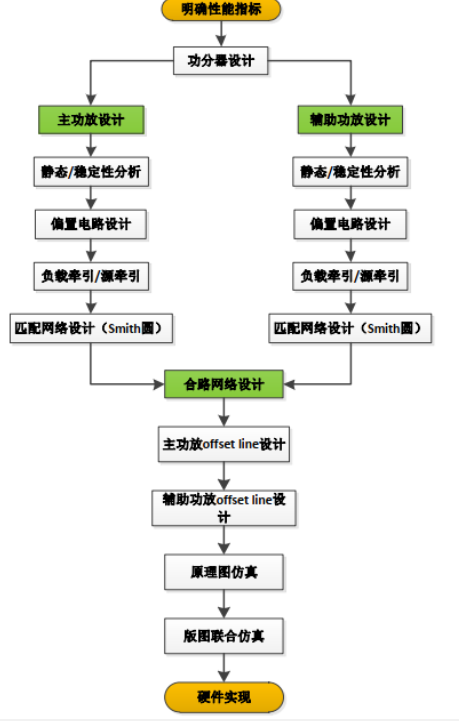 明确性能指标
功分器设计
主功放设计
辅助功放设计
静态/稳定性分析
静态/稳定性分析
偏置电路设计
偏置电路设计
负载牵引/源牵引
负载牵引/源牵引
匹配网络设计（Smith圆）
匹配网络设计（Smith圆）
合路网络设计
主功放offset line设计
辅助功放offset line设
计
原理图仿真
版图联合仿真
硬件实现